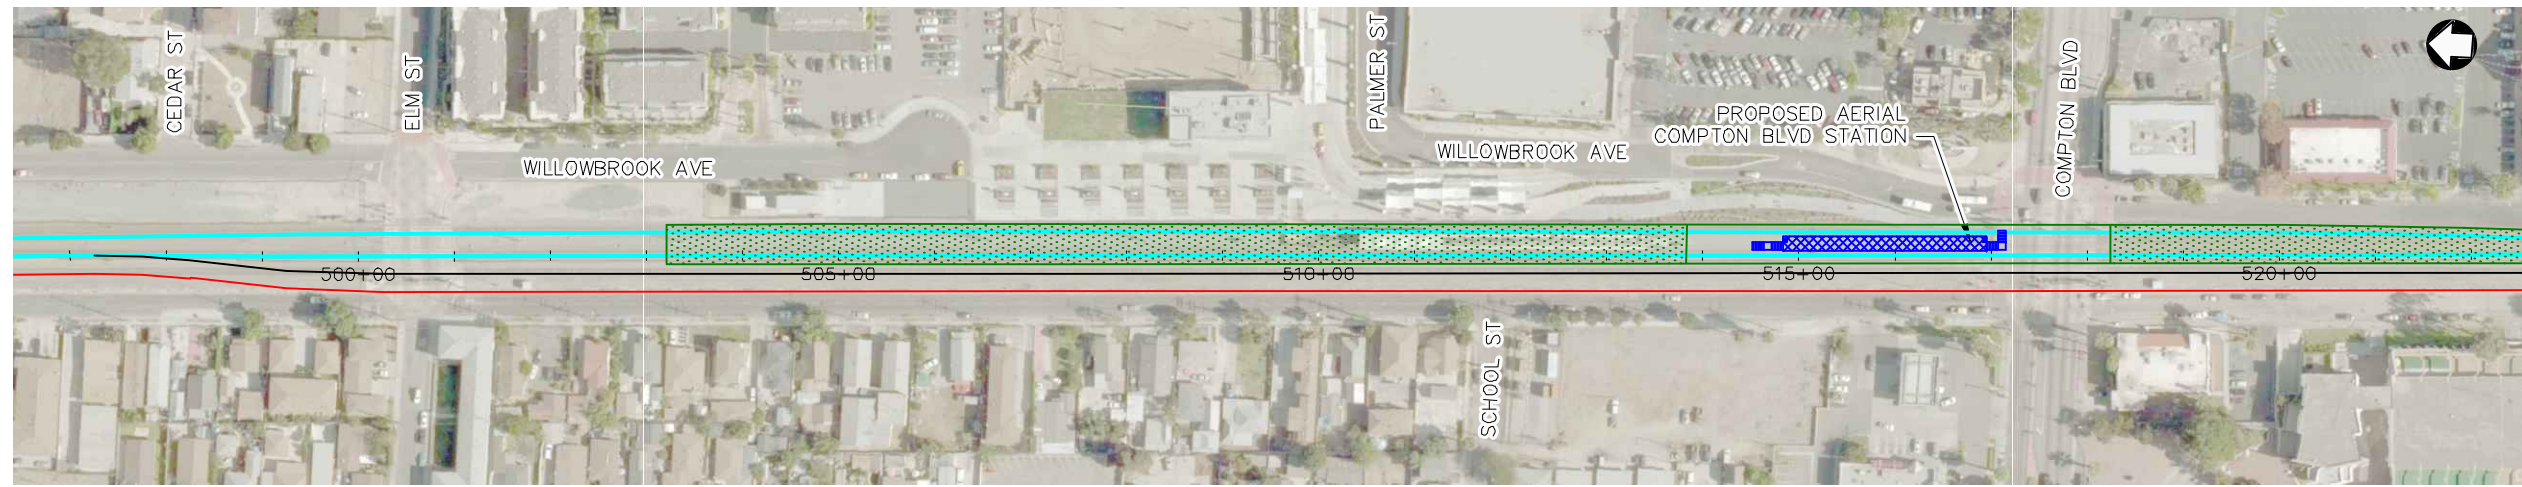 CEDAR ST
ELM ST
PALMER ST
COMPTON BLVD
PROPOSED AERIAL
COMPTON BLVD STATION
WILLOWBROOK AVE
WILLOWBROOK AVE
500+00
505+00
510+00
515+00
520+00
SCHOOL ST